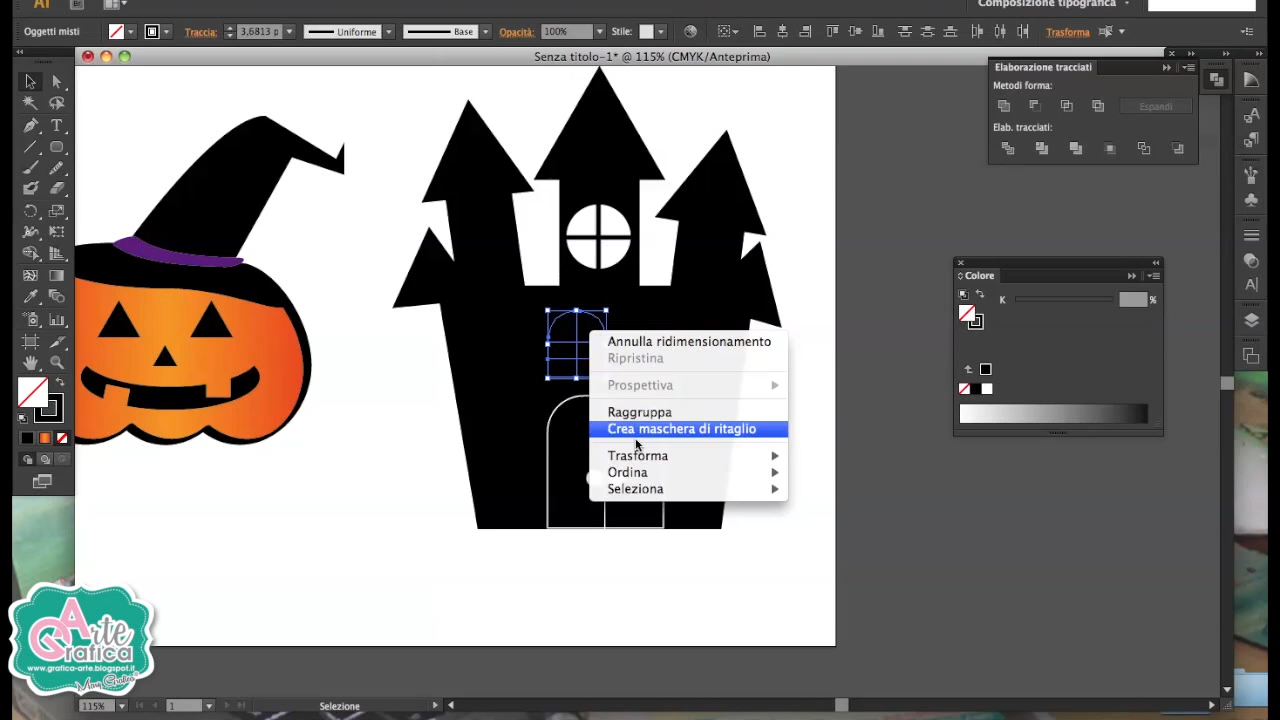 Ai
Br
Composizione tipografica
Oggetti misti
Traccia:
3,6813 p
Uniforme
Base
Opacità:
100%
Stile:
Trasforma
Senza titolo-1* @ 115% (CMYK/Anteprima)
Elaborazione tracciati
Metodi forma:
Espandi
Elab. tracciati:
Colore
K
%
Annulla ridimensionamento
Ripristina
Prospettiva
Raggruppa
Crea maschera di ritaglio
Trasforma
Ordina
Seleziona
Arte
Grafica
www.grafica-arte.blogspot.it
115%
1
Selezione